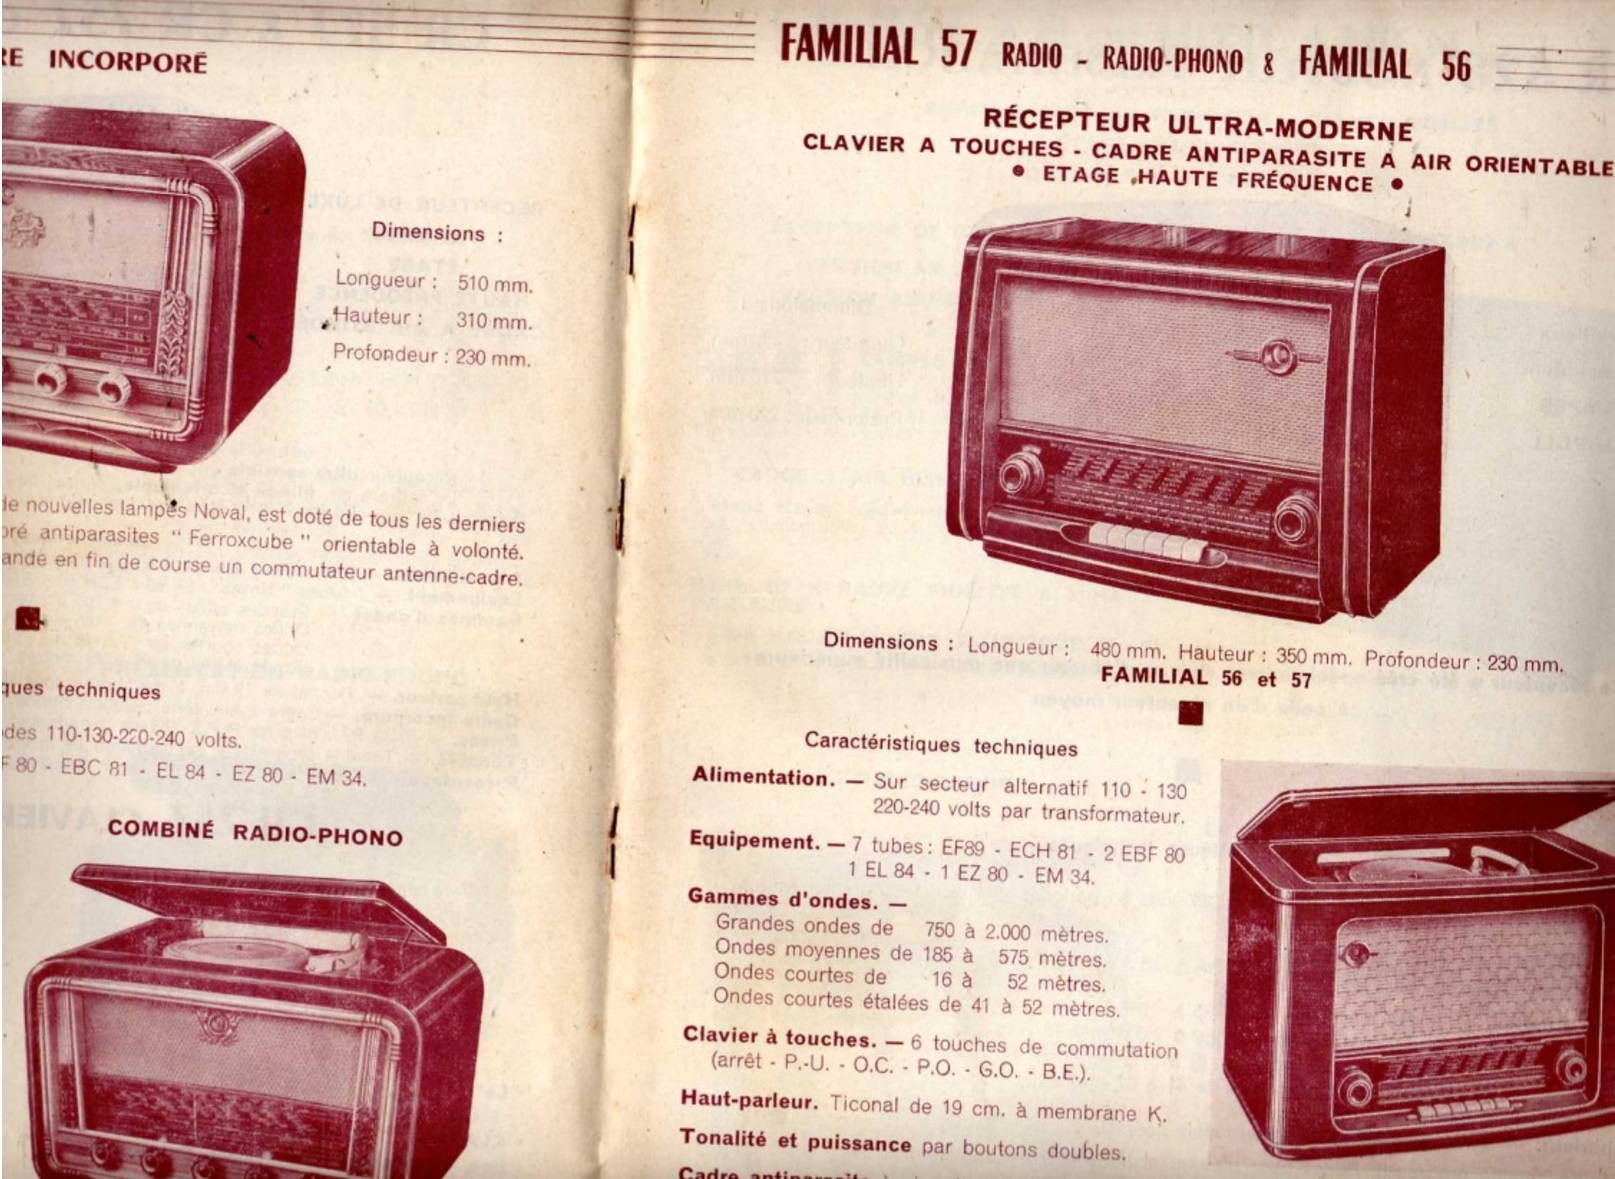 RE INCORPORÉ
Dimensions :
Longueur : 510 mm.
Hauteur : 310 mm.
Profondeur : 230 mm.
de nouvelles lampes Noval, est doté de tous les derniers
antiparasites “ Ferroxcube ” orientable à volonté.
ande en fin de course un commutateur antenne-cadre.
ques techniques
des 110-130-220-240 volts.
F 80 - EBC 81 - EL 84 - EZ 80 - EM 34.
COMBINÉ RADIO-PHONO
FAMILIAL 57 RADIO - RADIO-PHONO & FAMILIAL 56
RÉCEPTEUR ULTRA-MODERNE
CLAVIER A TOUCHES - CADRE ANTIPARASITE A AIR ORIENTABLE
• ETAGE HAUTE FRÉQUENCE •
Dimensions : Longueur : 480 mm. Hauteur : 350 mm. Profondeur : 230 mm.
FAMILIAL 56 et 57
Caractéristiques techniques
Alimentation. — Sur secteur alternatif 110 - 130
220-240 volts par transformateur.
Equipement. — 7 tubes : EF89 - ECH 81 - 2 EBF 80
1 EL 84 - 1 EZ 80 - EM 34.
Gammes d'ondes. —
Grandes ondes de 750 à 2.000 mètres.
Ondes moyennes de 185 à 575 mètres.
Ondes courtes de 16 à 52 mètres.
Ondes courtes étalées de 41 à 52 mètres.
Clavier à touches. — 6 touches de commutation
(arrêt - P.-U. - O.C. - P.O. - G.O. - B.E.).
Haut-parleur. Ticonal de 19 cm. à membrane K.
Tonalité et puissance par boutons doubles.
Cadre antiparasite